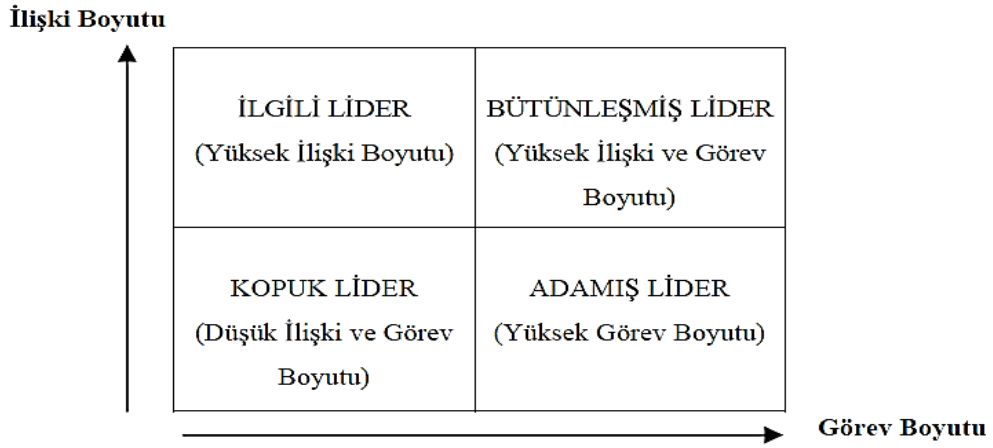 İlişki Boyutu
İLGİLİ LİDER
(Yüksek İlişki Boyutu)
BÜTÜNLEŞMİŞ LİDER
(Yüksek İlişki ve Görev
Boyutu)
KOPUK LİDER
(Düşük İlişki ve Görev
Boyutu)
ADAMIŞ LİDER
(Yüksek Görev Boyutu)
Görev Boyutu